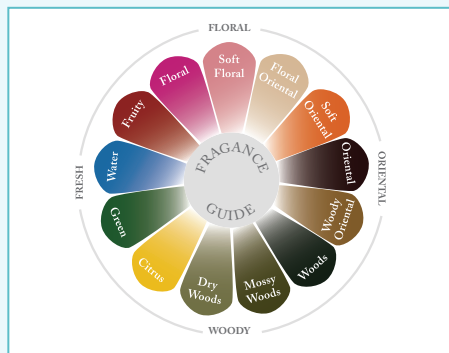 FLORAL
Soft
Floral
Floral
Oriental
Soft
Oriental
Oriental
Woody
Oriental
Woods
Mossy
Woods
Dry
Woods
Citrus
Green
Water
Fruity
Floral
FRAGANCE
GUIDE
FRESH
ORIENTAL
WOODY